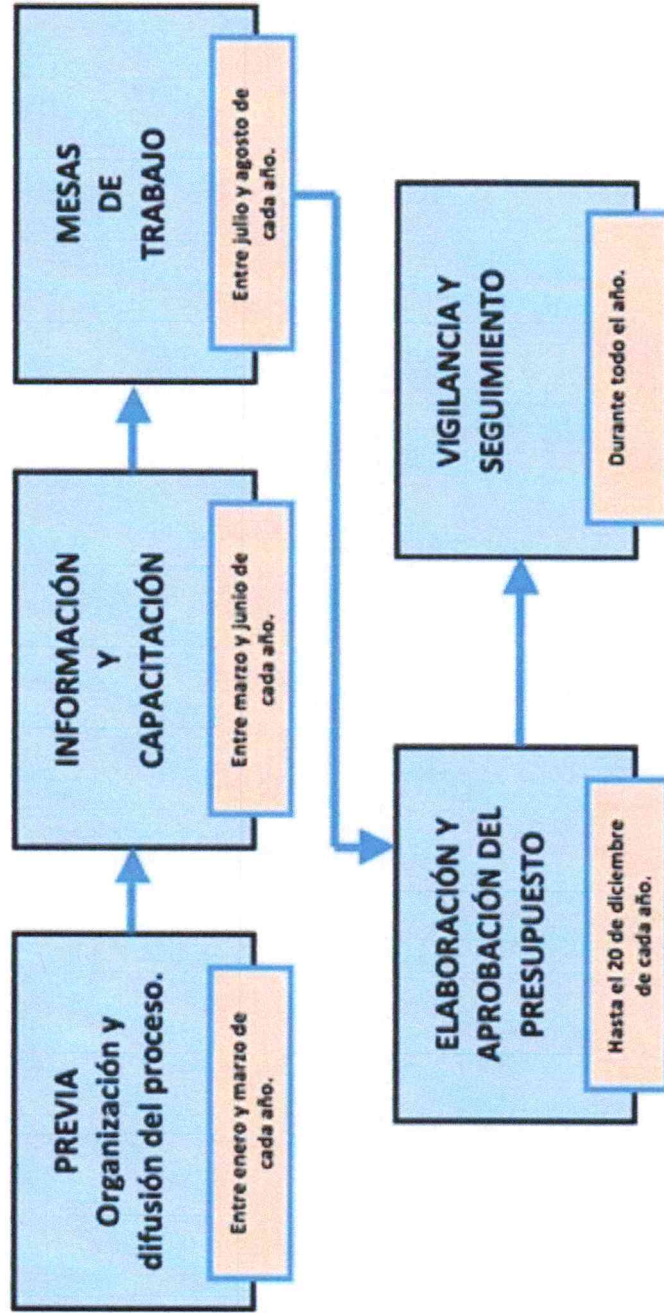 PREVIA
Organización y
difusión del proceso.
Entre enero y marzo de
cada año.
INFORMACIÓN
Y
CAPACITACIÓN
Entre marzo y junio de
cada año.
MESAS
DE
TRABAJO
Entre julio y agosto de
cada año.
ELABORACIÓN Y
APROBACIÓN DEL
PRESUPUESTO
Hasta el 20 de diciembre
de cada año.
VIGILANCIA Y
SEGUIMIENTO
Durante todo el año.